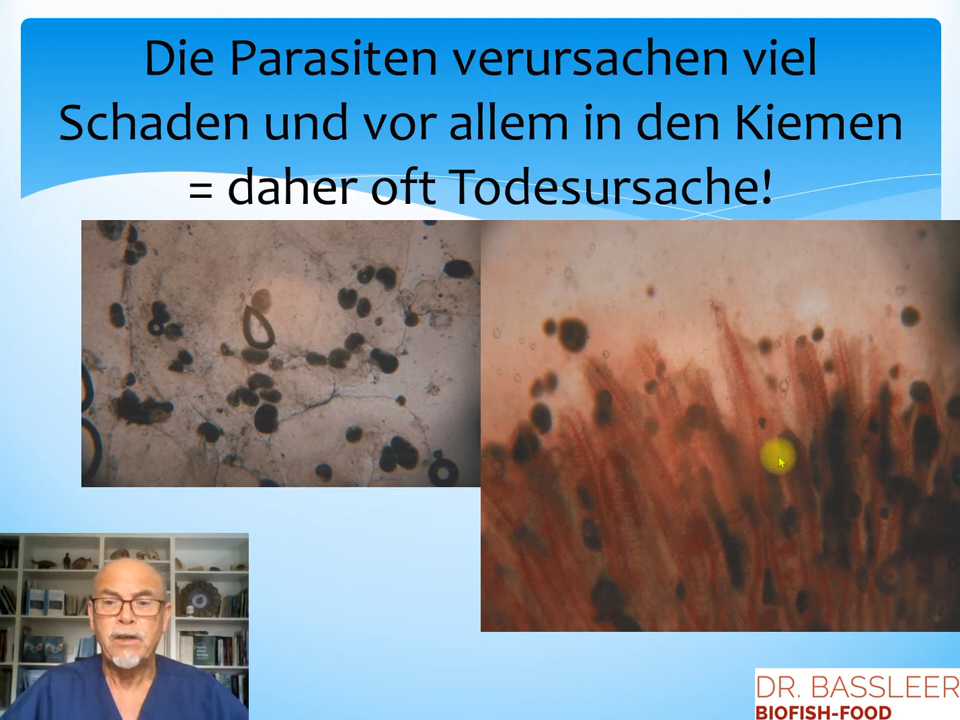 Die Parasiten verursachen viel
Schaden und vor allem in den Kiemen
= daher oft Todesursache!
DR. BASSLEER
BIOFISH-FOOD